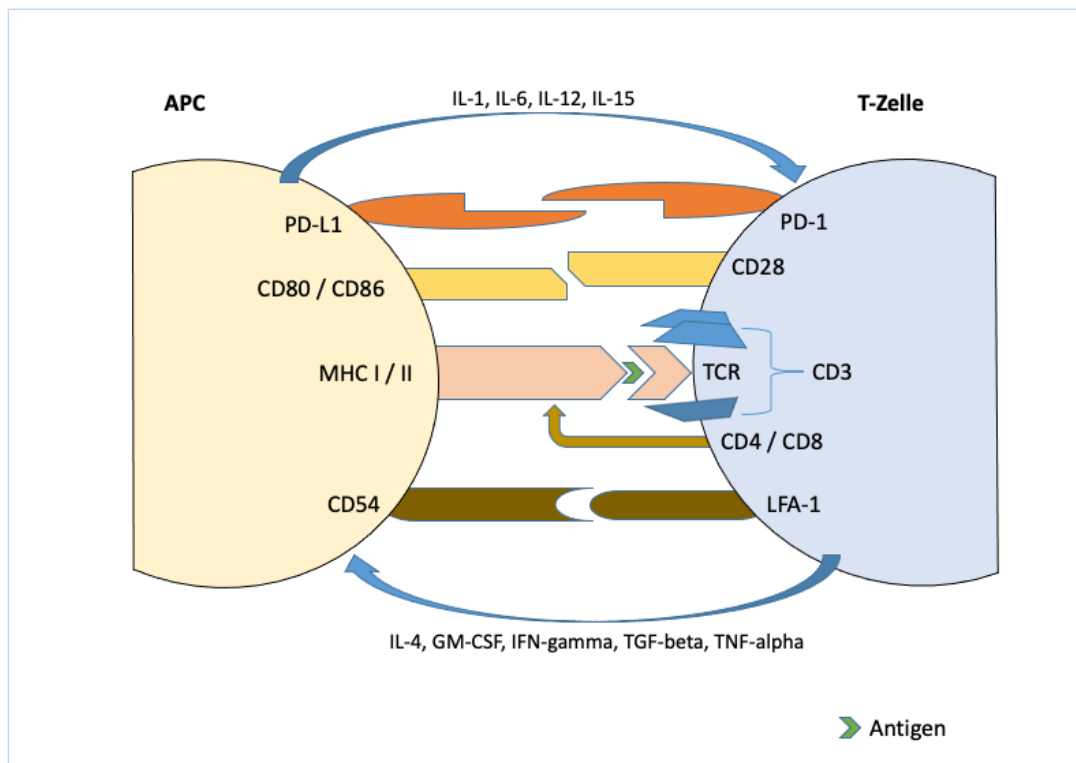 APC
IL-1, IL-6, IL-12, IL-15
T-Zelle
PD-L1
PD-1
CD80 / CD86
CD28
MHC I / II
TCR
CD3
CD4 / CD8
CD54
LFA-1
IL-4, GM-CSF, IFN-gamma, TGF-beta, TNF-alpha
Antigen